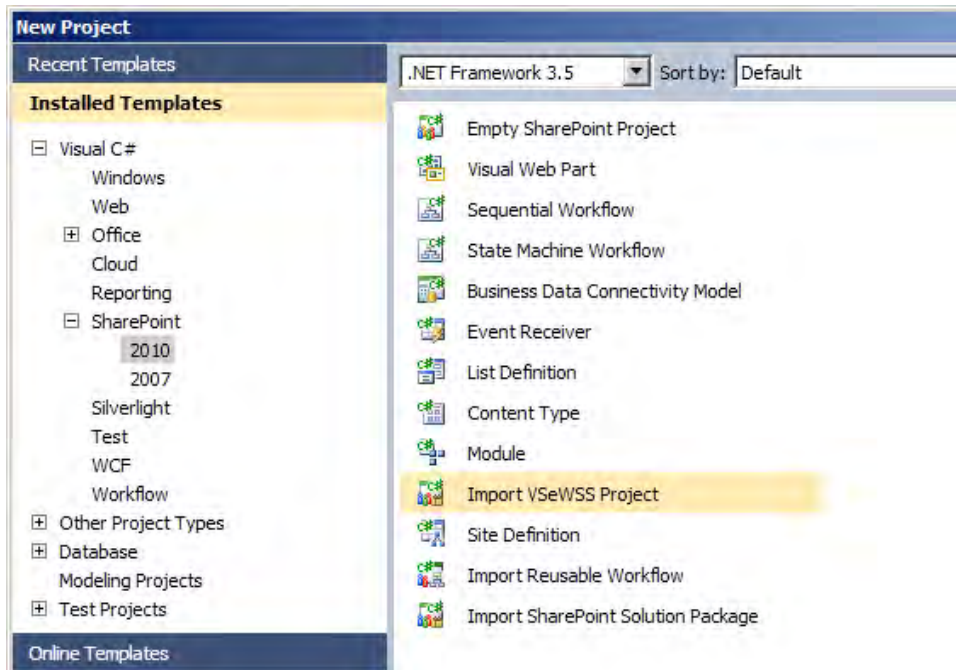 New Project
Recent Templates
Installed Templates
Visual C#
Windows
Web
Office
Cloud
Reporting
SharePoint
2010
2007
Silverlight
Test
WCF
Workflow
Other Project Types
Database
Modeling Projects
Test Projects
Online Templates
.NET Framework 3.5 Sort by: Default
Empty SharePoint Project
Visual Web Part
Sequential Workflow
State Machine Workflow
Business Data Connectivity Model
Event Receiver
List Definition
Content Type
Module
Import VSeWSS Project
Site Definition
Import Reusable Workflow
Import SharePoint Solution Package